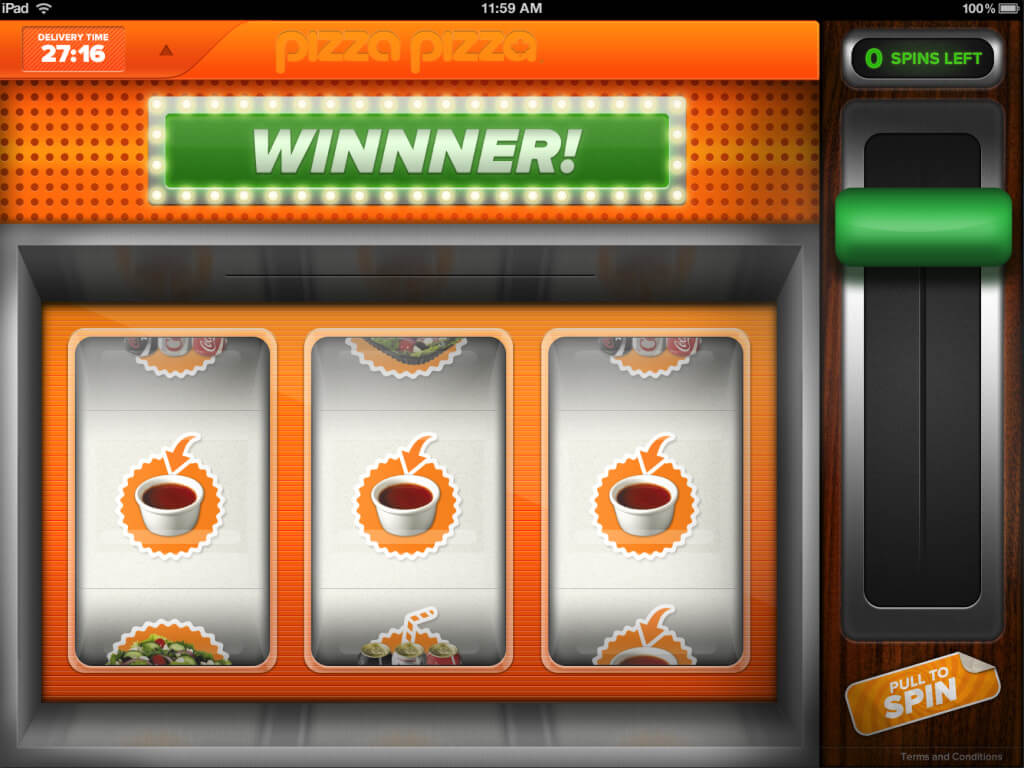 iPad
11:59 AM
100%
DELIVERY TIME
27:16
pizza pizza
0 SPINS LEFT
WINNNER!
PULL TO
SPIN
Terms and Conditions